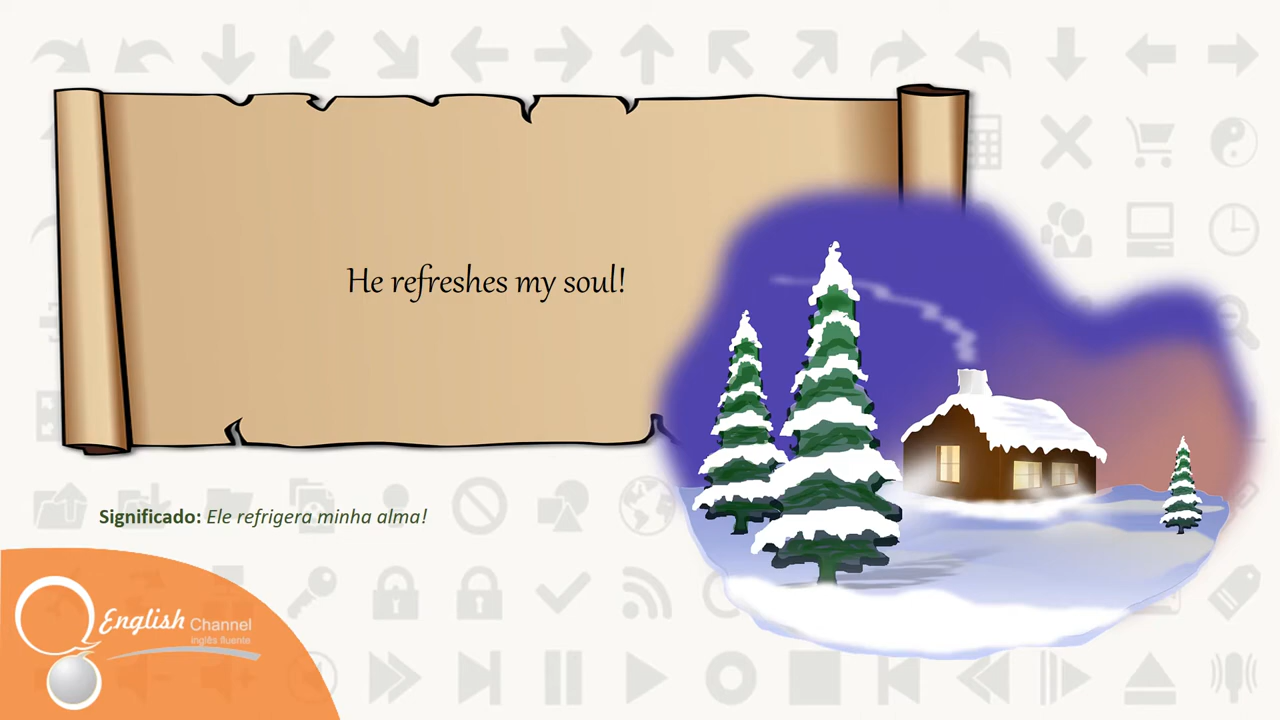 He refreshes my soul!
Significado: Ele refrigera minha alma!
English Channel
inglês fluente